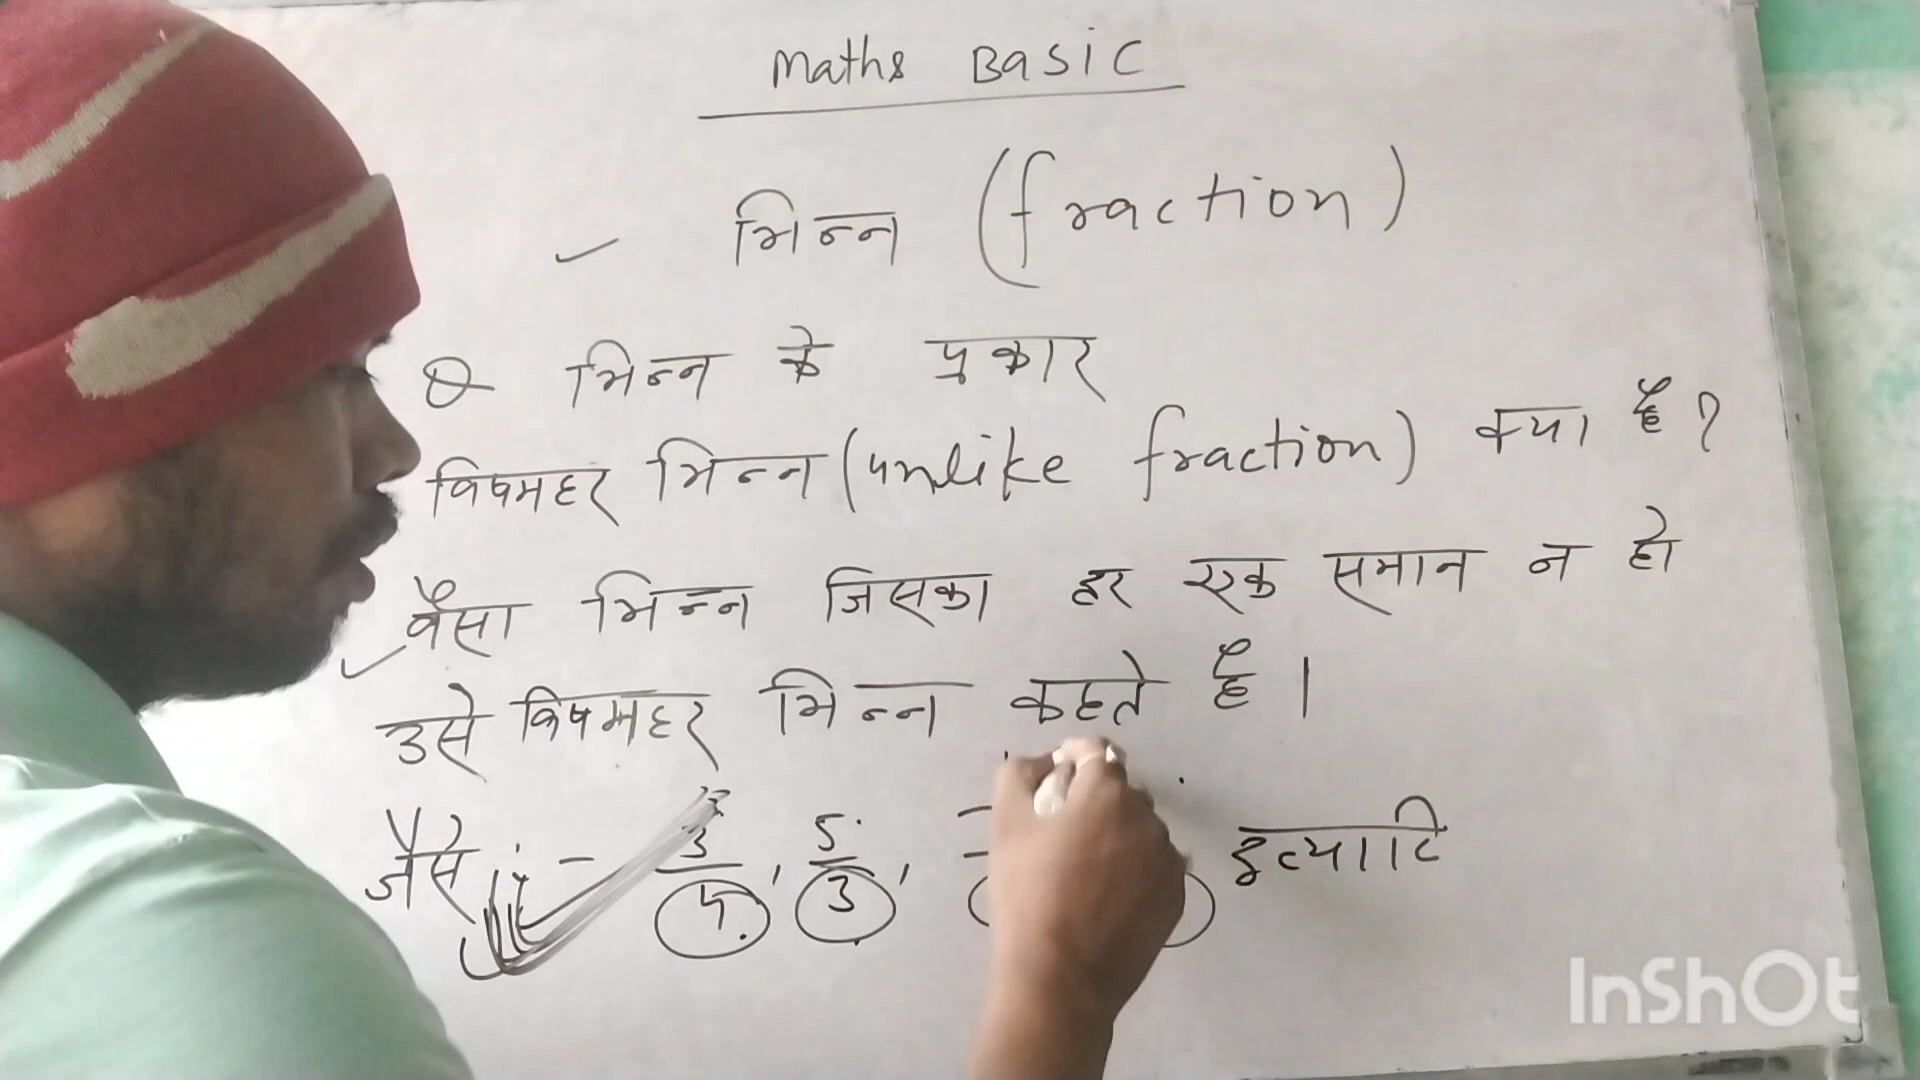 Maths Basic
भिन्न (fraction)
Q भिन्न के प्रकार
विषमहर भिन्न (unlike fraction) क्या है ?
वैसा भिन्न जिसका हर एक समान न हो
उसे विषमहर भिन्न कहते है ।
जैसे :- 3/4, 5/3, इत्यादि
InShOt